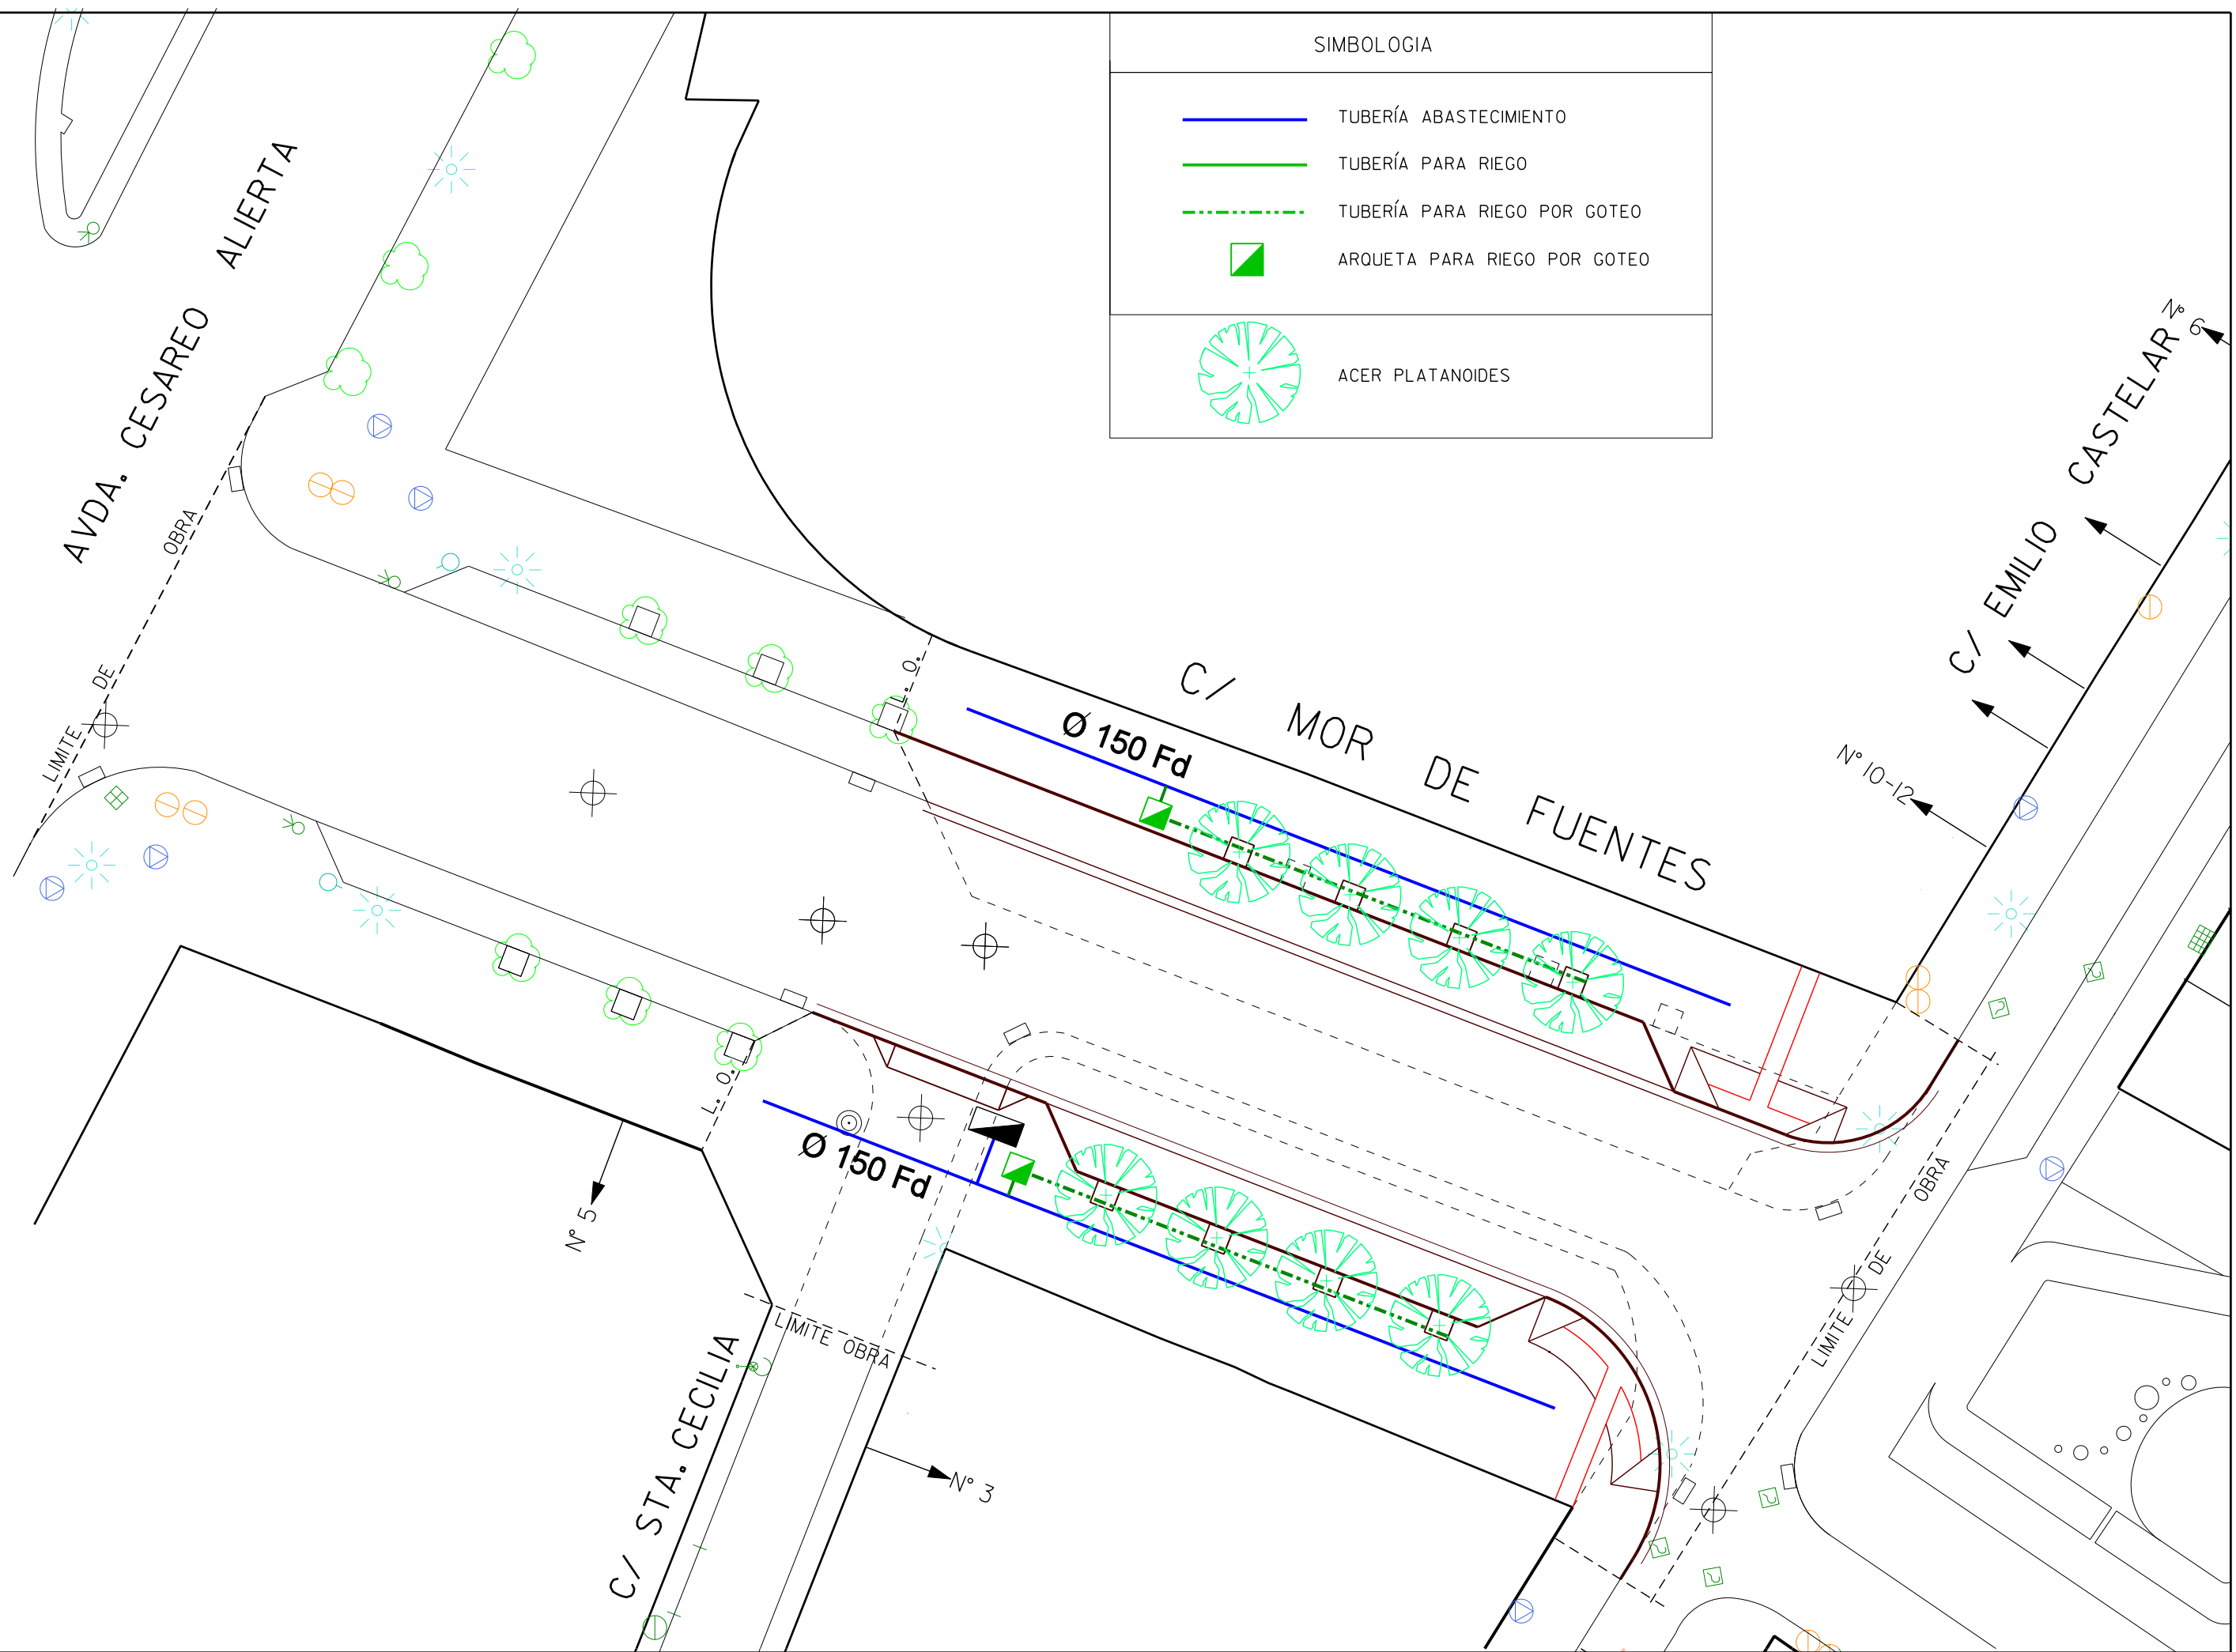 SIMBOLOGIA
TUBERÍA ABASTECIMIENTO
TUBERÍA PARA RIEGO
TUBERÍA PARA RIEGO POR GOTEO
ARQUETA PARA RIEGO POR GOTEO
ACER PLATANOIDES
AVDA. CESAREO ALIERTA
LIMITE DE OBRA
L. O.
C/ MOR DE FUENTES
Ø 150 Fd
C/ EMILIO CASTELAR
Nº 6
Nº 10-12
L. O.
Ø 150 Fd
Nº 5
LIMITE OBRA
C/ STA. CECILIA
Nº 3
LIMITE DE OBRA